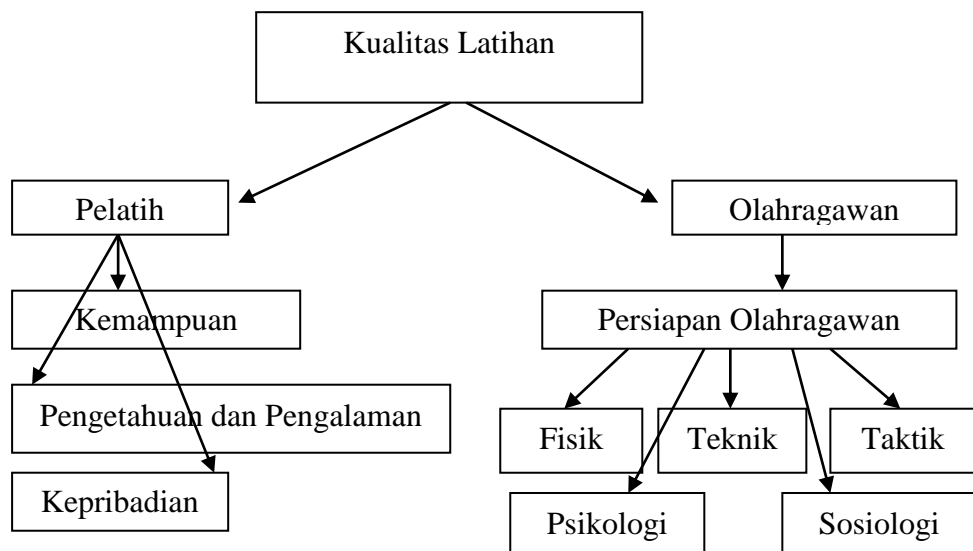 Kualitas Latihan
Pelatih
Olahragawan
Kemampuan
Persiapan Olahragawan
Pengetahuan dan Pengalaman
Fisik
Teknik
Taktik
Kepribadian
Psikologi
Sosiologi